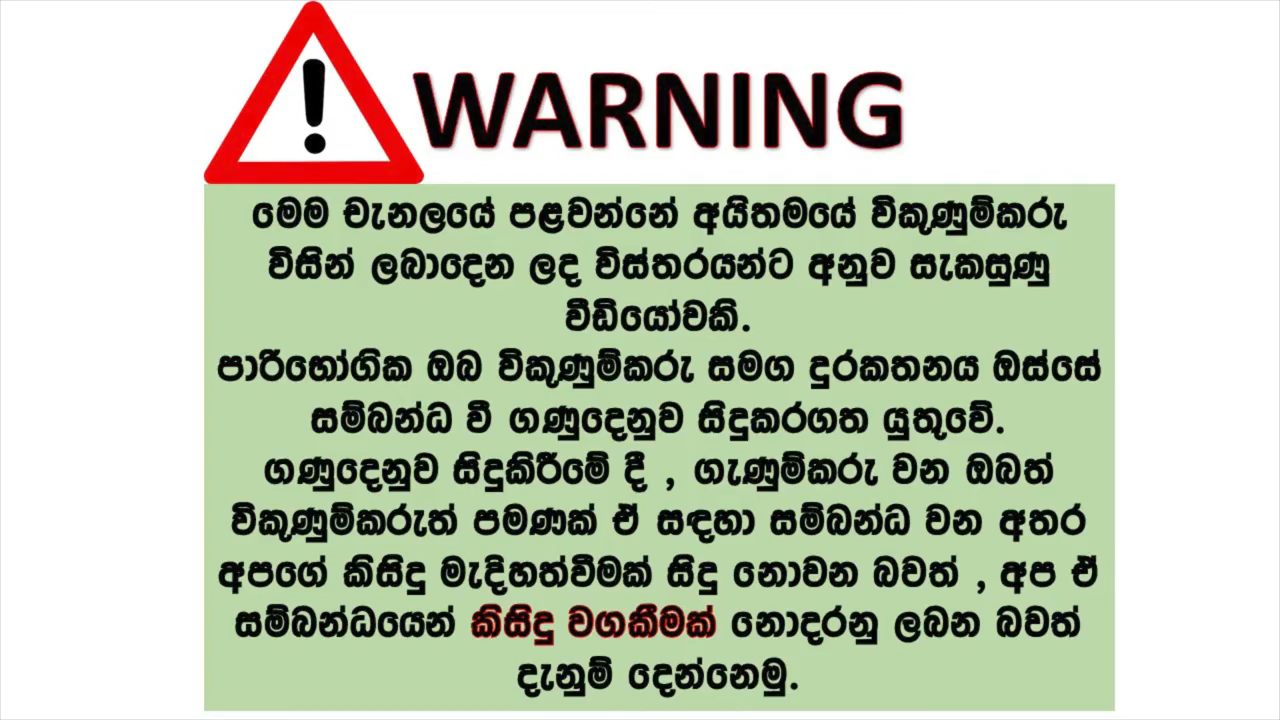 WARNING
මෙම චැනලයේ පළවන්නේ අයිතමයේ විකුණුම්කරු
විසින් ලබාදෙන ලද විස්තරයන්ට අනුව සැකසුණු
වීඩියෝවකි.
පාරිභෝගික ඔබ විකුණුම්කරු සමග දුරකතනය ඔස්සේ
සම්බන්ධ වී ගණුදෙනුව සිදුකරගත යුතුවේ.
ගණුදෙනුව සිදුකිරීමේ දී , ගැණුම්කරු වන ඔබත්
විකුණුම්කරුත් පමණක් ඒ සඳහා සම්බන්ධ වන අතර
අපගේ කිසිදු මැදිහත්වීමක් සිදු නොවන බවත් , අප ඒ
සම්බන්ධයෙන් කිසිදු වගකීමක් නොදරනු ලබන බවත්
දැනුම් දෙන්නෙමු.